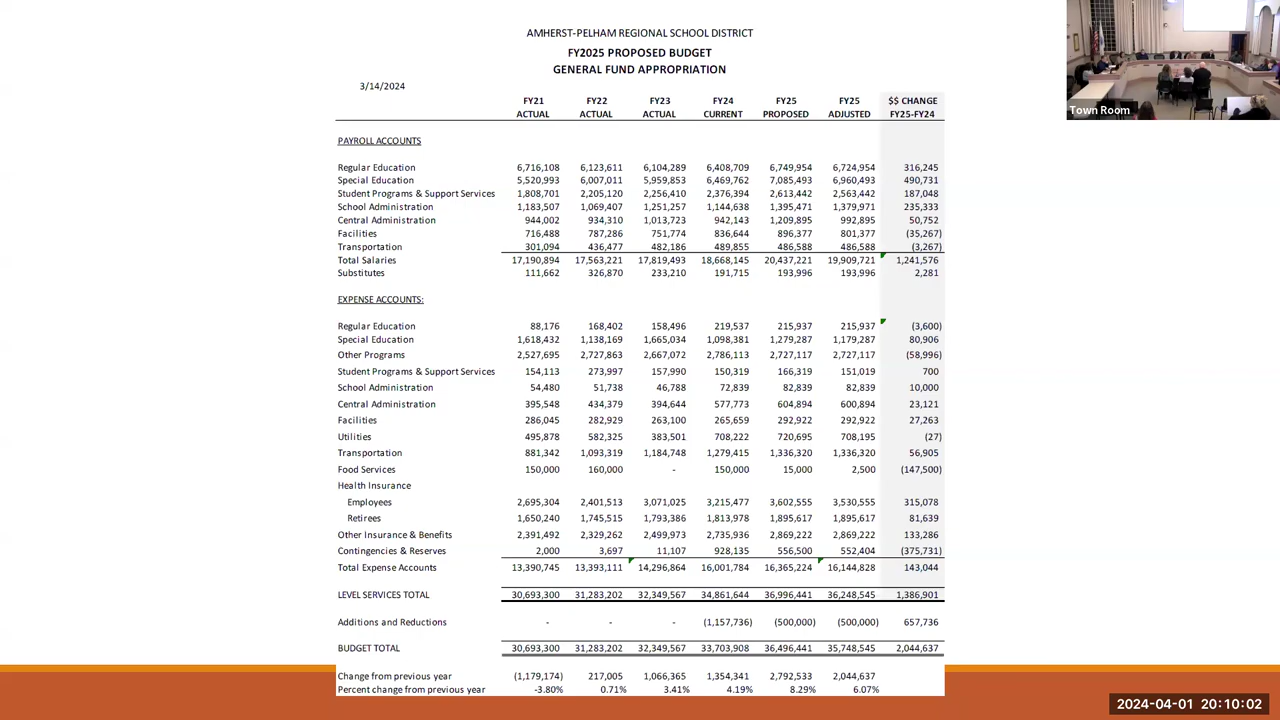 AMHERST-PELHAM REGIONAL SCHOOL DISTRICT
FY2025 PROPOSED BUDGET
GENERAL FUND APPROPRIATION
3/14/2024
FY21 FY22 FY23 FY24 FY25 FY25 $$ CHANGE
ACTUAL ACTUAL ACTUAL CURRENT PROPOSED ADJUSTED FY25-FY24
PAYROLL ACCOUNTS
Regular Education 6,716,108 6,123,611 6,104,289 6,408,709 6,749,954 6,724,954 316,245
Special Education 5,520,993 6,007,011 5,959,853 6,469,762 7,085,493 6,960,493 490,731
Student Programs & Support Services 1,808,701 2,205,120 2,256,410 2,376,394 2,613,442 2,563,442 187,048
School Administration 1,183,507 1,069,407 1,251,257 1,144,638 1,395,471 1,379,971 235,333
Central Administration 944,002 934,310 1,013,723 942,143 1,209,895 992,895 50,752
Facilities 716,488 787,286 751,774 836,644 896,377 801,377 (35,267)
Transportation 301,094 436,477 482,186 489,855 486,588 486,588 (3,267)
Total Salaries 17,190,894 17,563,221 17,819,493 18,668,145 20,437,221 19,909,721 1,241,576
Substitutes 111,662 326,870 233,210 191,715 193,996 193,996 2,281
EXPENSE ACCOUNTS:
Regular Education 88,176 168,402 158,496 219,537 215,937 215,937 (3,600)
Special Education 1,618,432 1,138,169 1,665,034 1,098,381 1,279,287 1,179,287 80,906
Other Programs 2,527,695 2,727,863 2,667,072 2,786,113 2,727,117 2,727,117 (58,996)
Student Programs & Support Services 154,113 273,997 157,990 150,319 166,319 151,019 700
School Administration 54,480 51,738 46,788 72,839 82,839 82,839 10,000
Central Administration 395,548 434,379 394,644 577,773 604,894 600,894 23,121
Facilities 286,045 282,929 263,100 265,659 292,922 292,922 27,263
Utilities 495,878 582,325 383,501 708,222 720,695 708,195 (27)
Transportation 881,342 1,093,319 1,184,748 1,279,415 1,336,320 1,336,320 56,905
Food Services 150,000 160,000 - 150,000 15,000 2,500 (147,500)
Health Insurance
Employees 2,695,304 2,401,513 3,071,025 3,215,477 3,602,555 3,530,555 315,078
Retirees 1,650,240 1,745,515 1,793,386 1,813,978 1,895,617 1,895,617 81,639
Other Insurance & Benefits 2,391,492 2,329,262 2,499,973 2,735,936 2,869,222 2,869,222 133,286
Contingencies & Reserves 2,000 3,697 11,107 928,135 556,500 552,404 (375,731)
Total Expense Accounts 13,390,745 13,393,111 14,296,864 16,001,784 16,365,224 16,144,828 143,044
LEVEL SERVICES TOTAL 30,693,300 31,283,202 32,349,567 34,861,644 36,996,441 36,248,545 1,386,901
Additions and Reductions - - - (1,157,736) (500,000) (500,000) 657,736
BUDGET TOTAL 30,693,300 31,283,202 32,349,567 33,703,908 36,496,441 35,748,545 2,044,637
Change from previous year (1,179,174) 217,005 1,066,365 1,354,341 2,792,533 2,044,637
Percent change from previous year -3.80% 0.71% 3.41% 4.19% 8.29% 6.07%
Town Room
2024-04-01 20:10:02